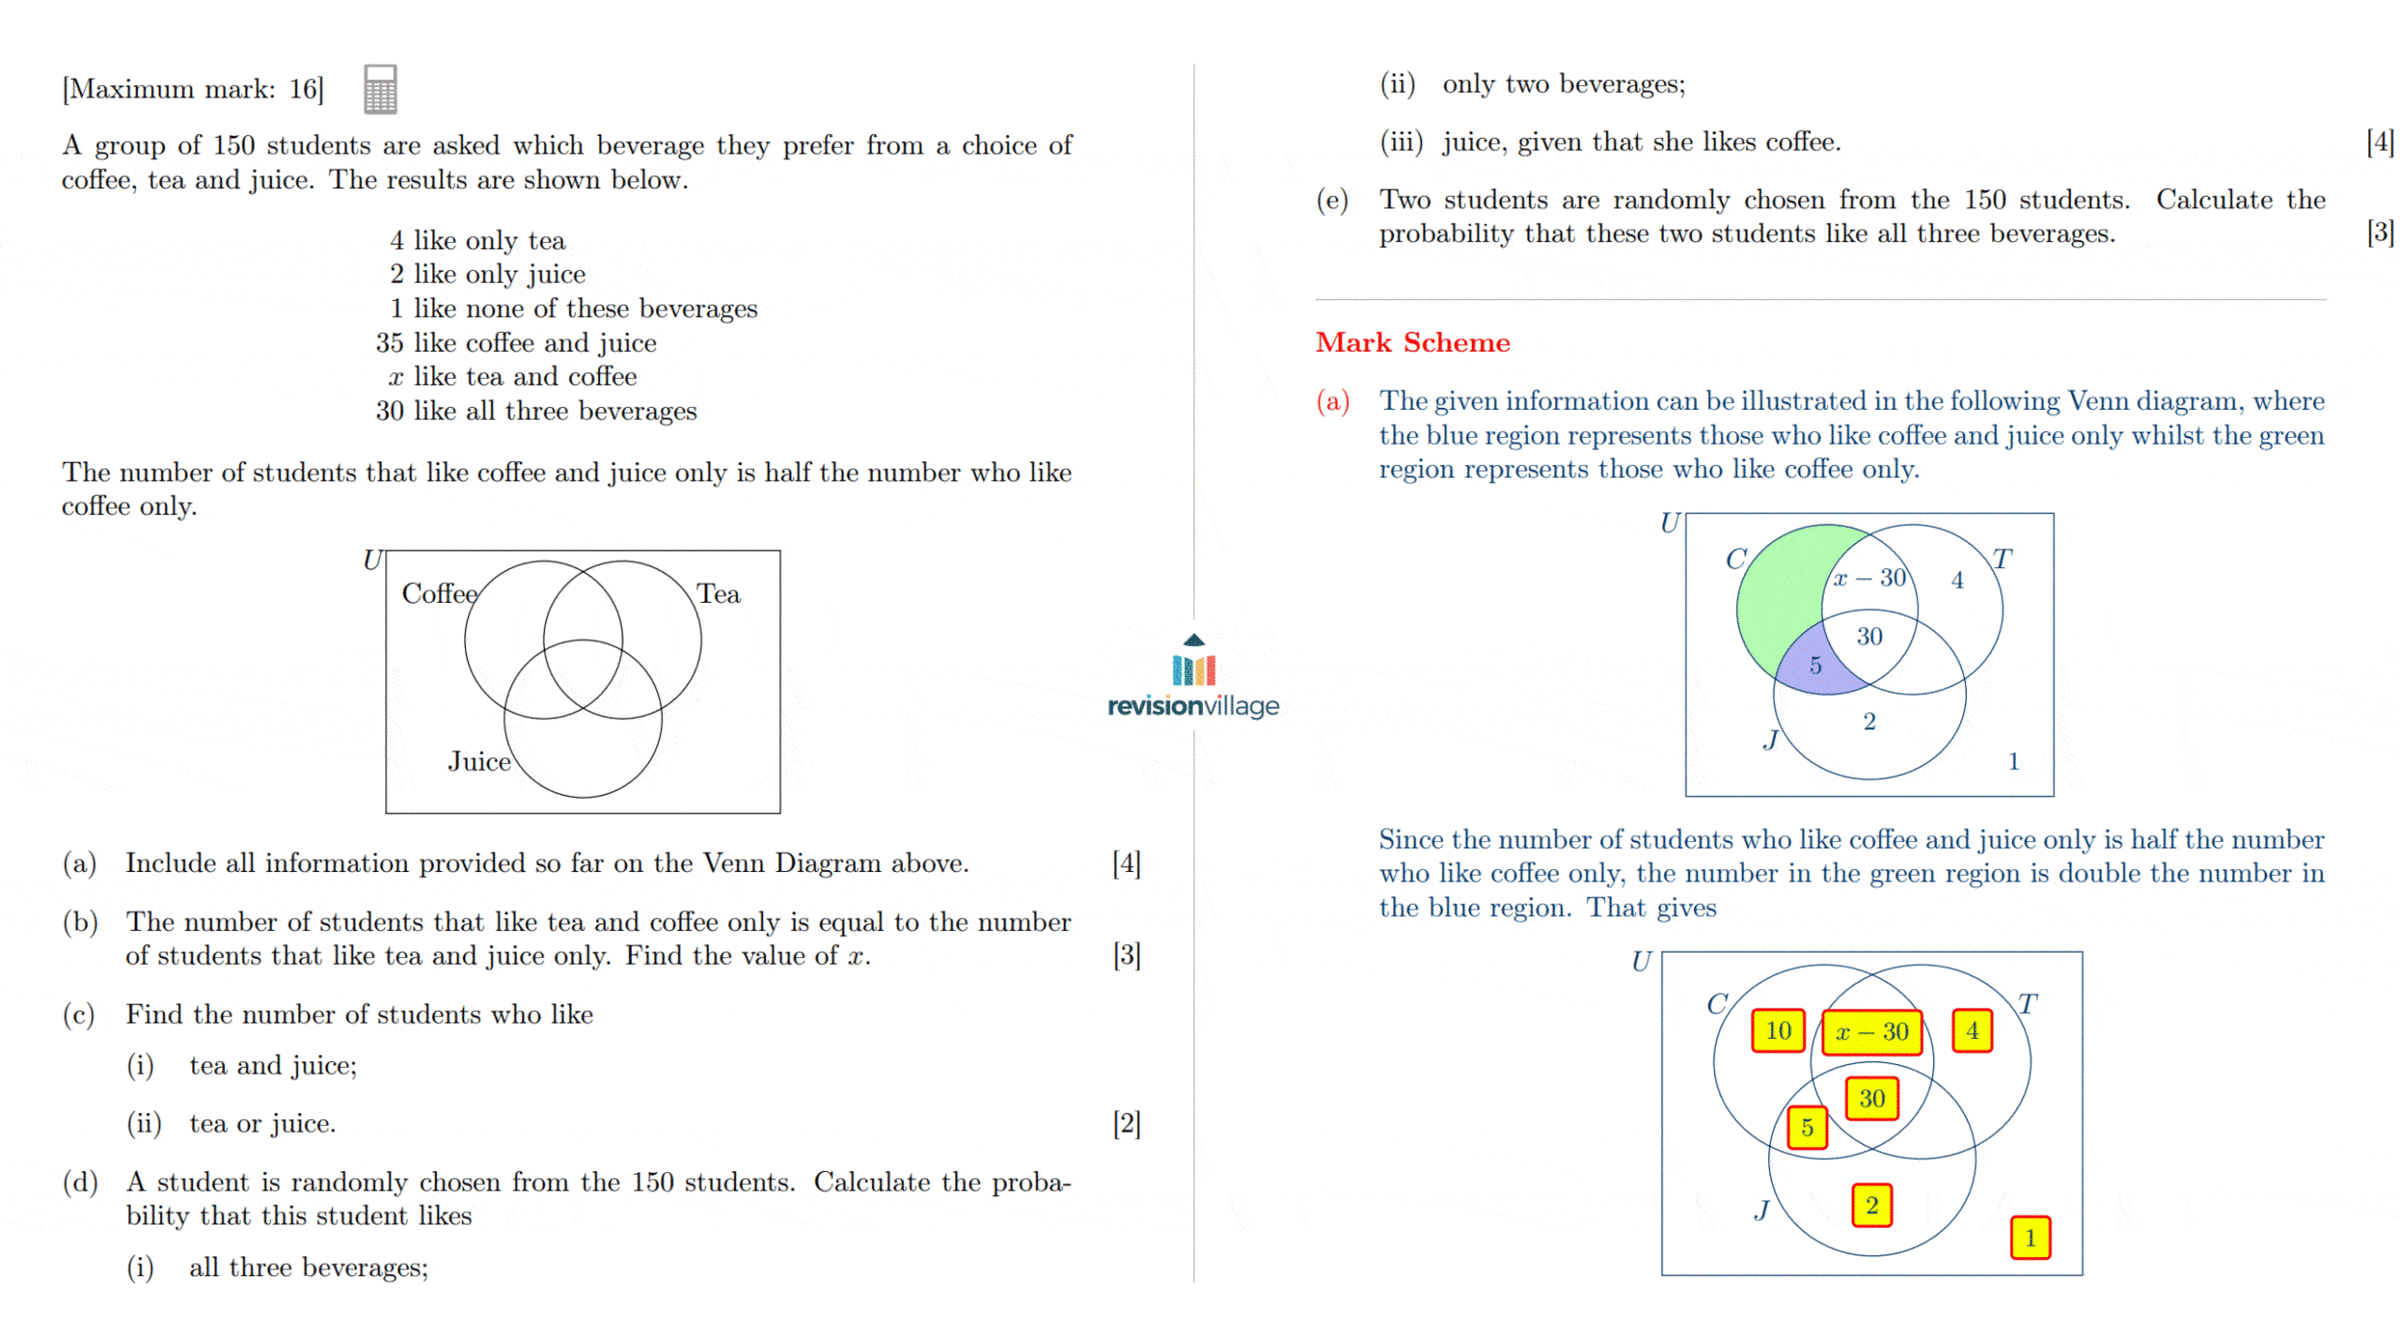 [Maximum mark: 16]
A group of 150 students are asked which beverage they prefer from a choice of
coffee, tea and juice. The results are shown below.
4 like only tea
2 like only juice
1 like none of these beverages
35 like coffee and juice
x like tea and coffee
30 like all three beverages
The number of students that like coffee and juice only is half the number who like
coffee only.
U
Coffee
Tea
Juice
(a) Include all information provided so far on the Venn Diagram above. [4]
(b) The number of students that like tea and coffee only is equal to the number
of students that like tea and juice only. Find the value of x. [3]
(c) Find the number of students who like
(i) tea and juice;
(ii) tea or juice. [2]
(d) A student is randomly chosen from the 150 students. Calculate the proba-
bility that this student likes
(i) all three beverages;
revisionvillage
(ii) only two beverages;
(iii) juice, given that she likes coffee. [4]
(e) Two students are randomly chosen from the 150 students. Calculate the
probability that these two students like all three beverages. [3]
Mark Scheme
(a) The given information can be illustrated in the following Venn diagram, where
the blue region represents those who like coffee and juice only whilst the green
region represents those who like coffee only.
U
C
T
x − 30
4
30
5
2
J
1
Since the number of students who like coffee and juice only is half the number
who like coffee only, the number in the green region is double the number in
the blue region. That gives
U
C
T
10
x − 30
4
30
5
2
J
1